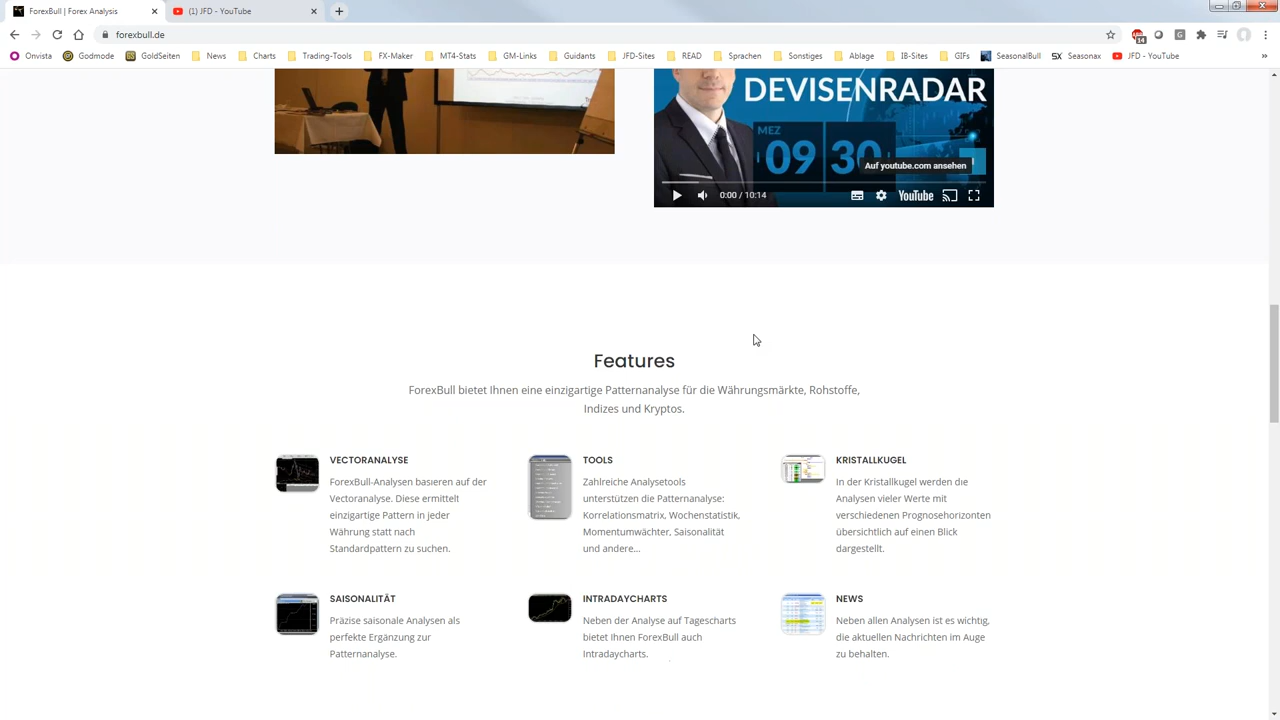 ForexBull | Forex Analysis
(1) JFD - YouTube
forexbull.de
14
Onvista
Godmode
GoldSeiten
News
Charts
Trading-Tools
FX-Maker
MT4-Stats
GM-Links
Guidants
JFD-Sites
READ
Sprachen
Sonstiges
Ablage
IB-Sites
GIFs
SeasonalBull
Seasonax
JFD - YouTube
DEVISENRADAR
MEZ
09 30
Auf youtube.com ansehen
0:00 / 10:14
YouTube
Features
ForexBull bietet Ihnen eine einzigartige Patternanalyse für die Währungsmärkte, Rohstoffe,
Indizes und Kryptos.
VECTORANALYSE
ForexBull-Analysen basieren auf der
Vectoranalyse. Diese ermittelt
einzigartige Pattern in jeder
Währung statt nach
Standardpattern zu suchen.
TOOLS
Zahlreiche Analysetools
unterstützen die Patternanalyse:
Korrelationsmatrix, Wochenstatistik,
Momentumwächter, Saisonalität
und andere...
KRISTALLKUGEL
In der Kristallkugel werden die
Analysen vieler Werte mit
verschiedenen Prognosehorizonten
übersichtlich auf einen Blick
dargestellt.
SAISONALITÄT
Präzise saisonale Analysen als
perfekte Ergänzung zur
Patternanalyse.
INTRADAYCHARTS
Neben der Analyse auf Tagescharts
bietet Ihnen ForexBull auch
Intradaycharts.
NEWS
Neben allen Analysen ist es wichtig,
die aktuellen Nachrichten im Auge
zu behalten.